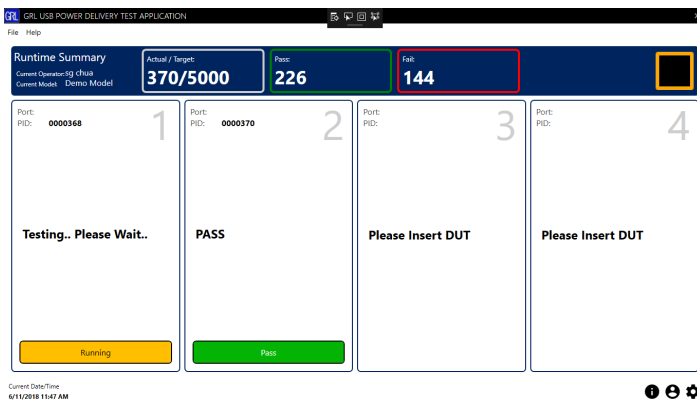 GRL GRL USB POWER DELIVERY TEST APPLICATION
File Help
Runtime Summary
Current Operator: sg chua
Current Model: Demo Model
Actual / Target:
370/5000
Pass:
226
Fail:
144
Port:
PID: 0000368
1
Testing.. Please Wait..
Running
Port:
PID: 0000370
2
PASS
Pass
Port:
PID:
3
Please Insert DUT
Port:
PID:
4
Please Insert DUT
Current Date/Time
6/11/2018 11:47 AM